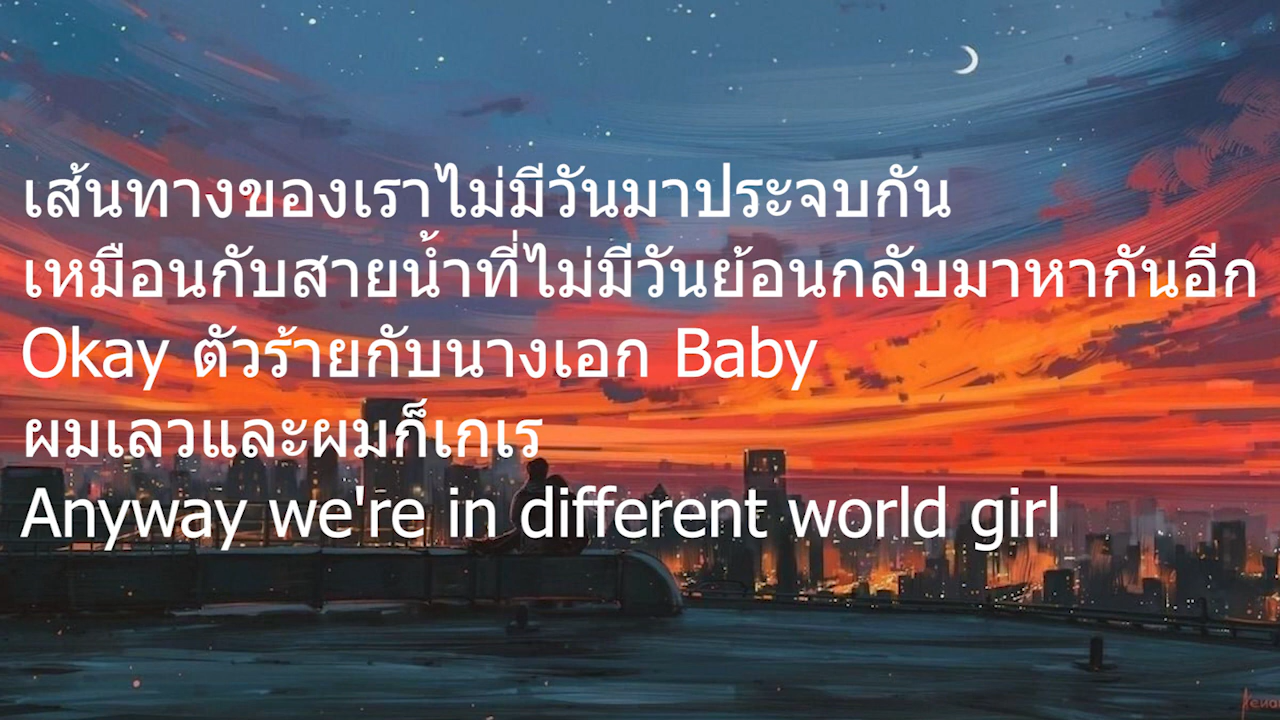 เส้นทางของเราไม่มีวันมาประจบกัน
เหมือนกับสายน้ำที่ไม่มีวันย้อนกลับมาหากันอีก
Okay ตัวร้ายกับนางเอก Baby
ผมเลวและผมก็เกเร
Anyway we're in different world girl